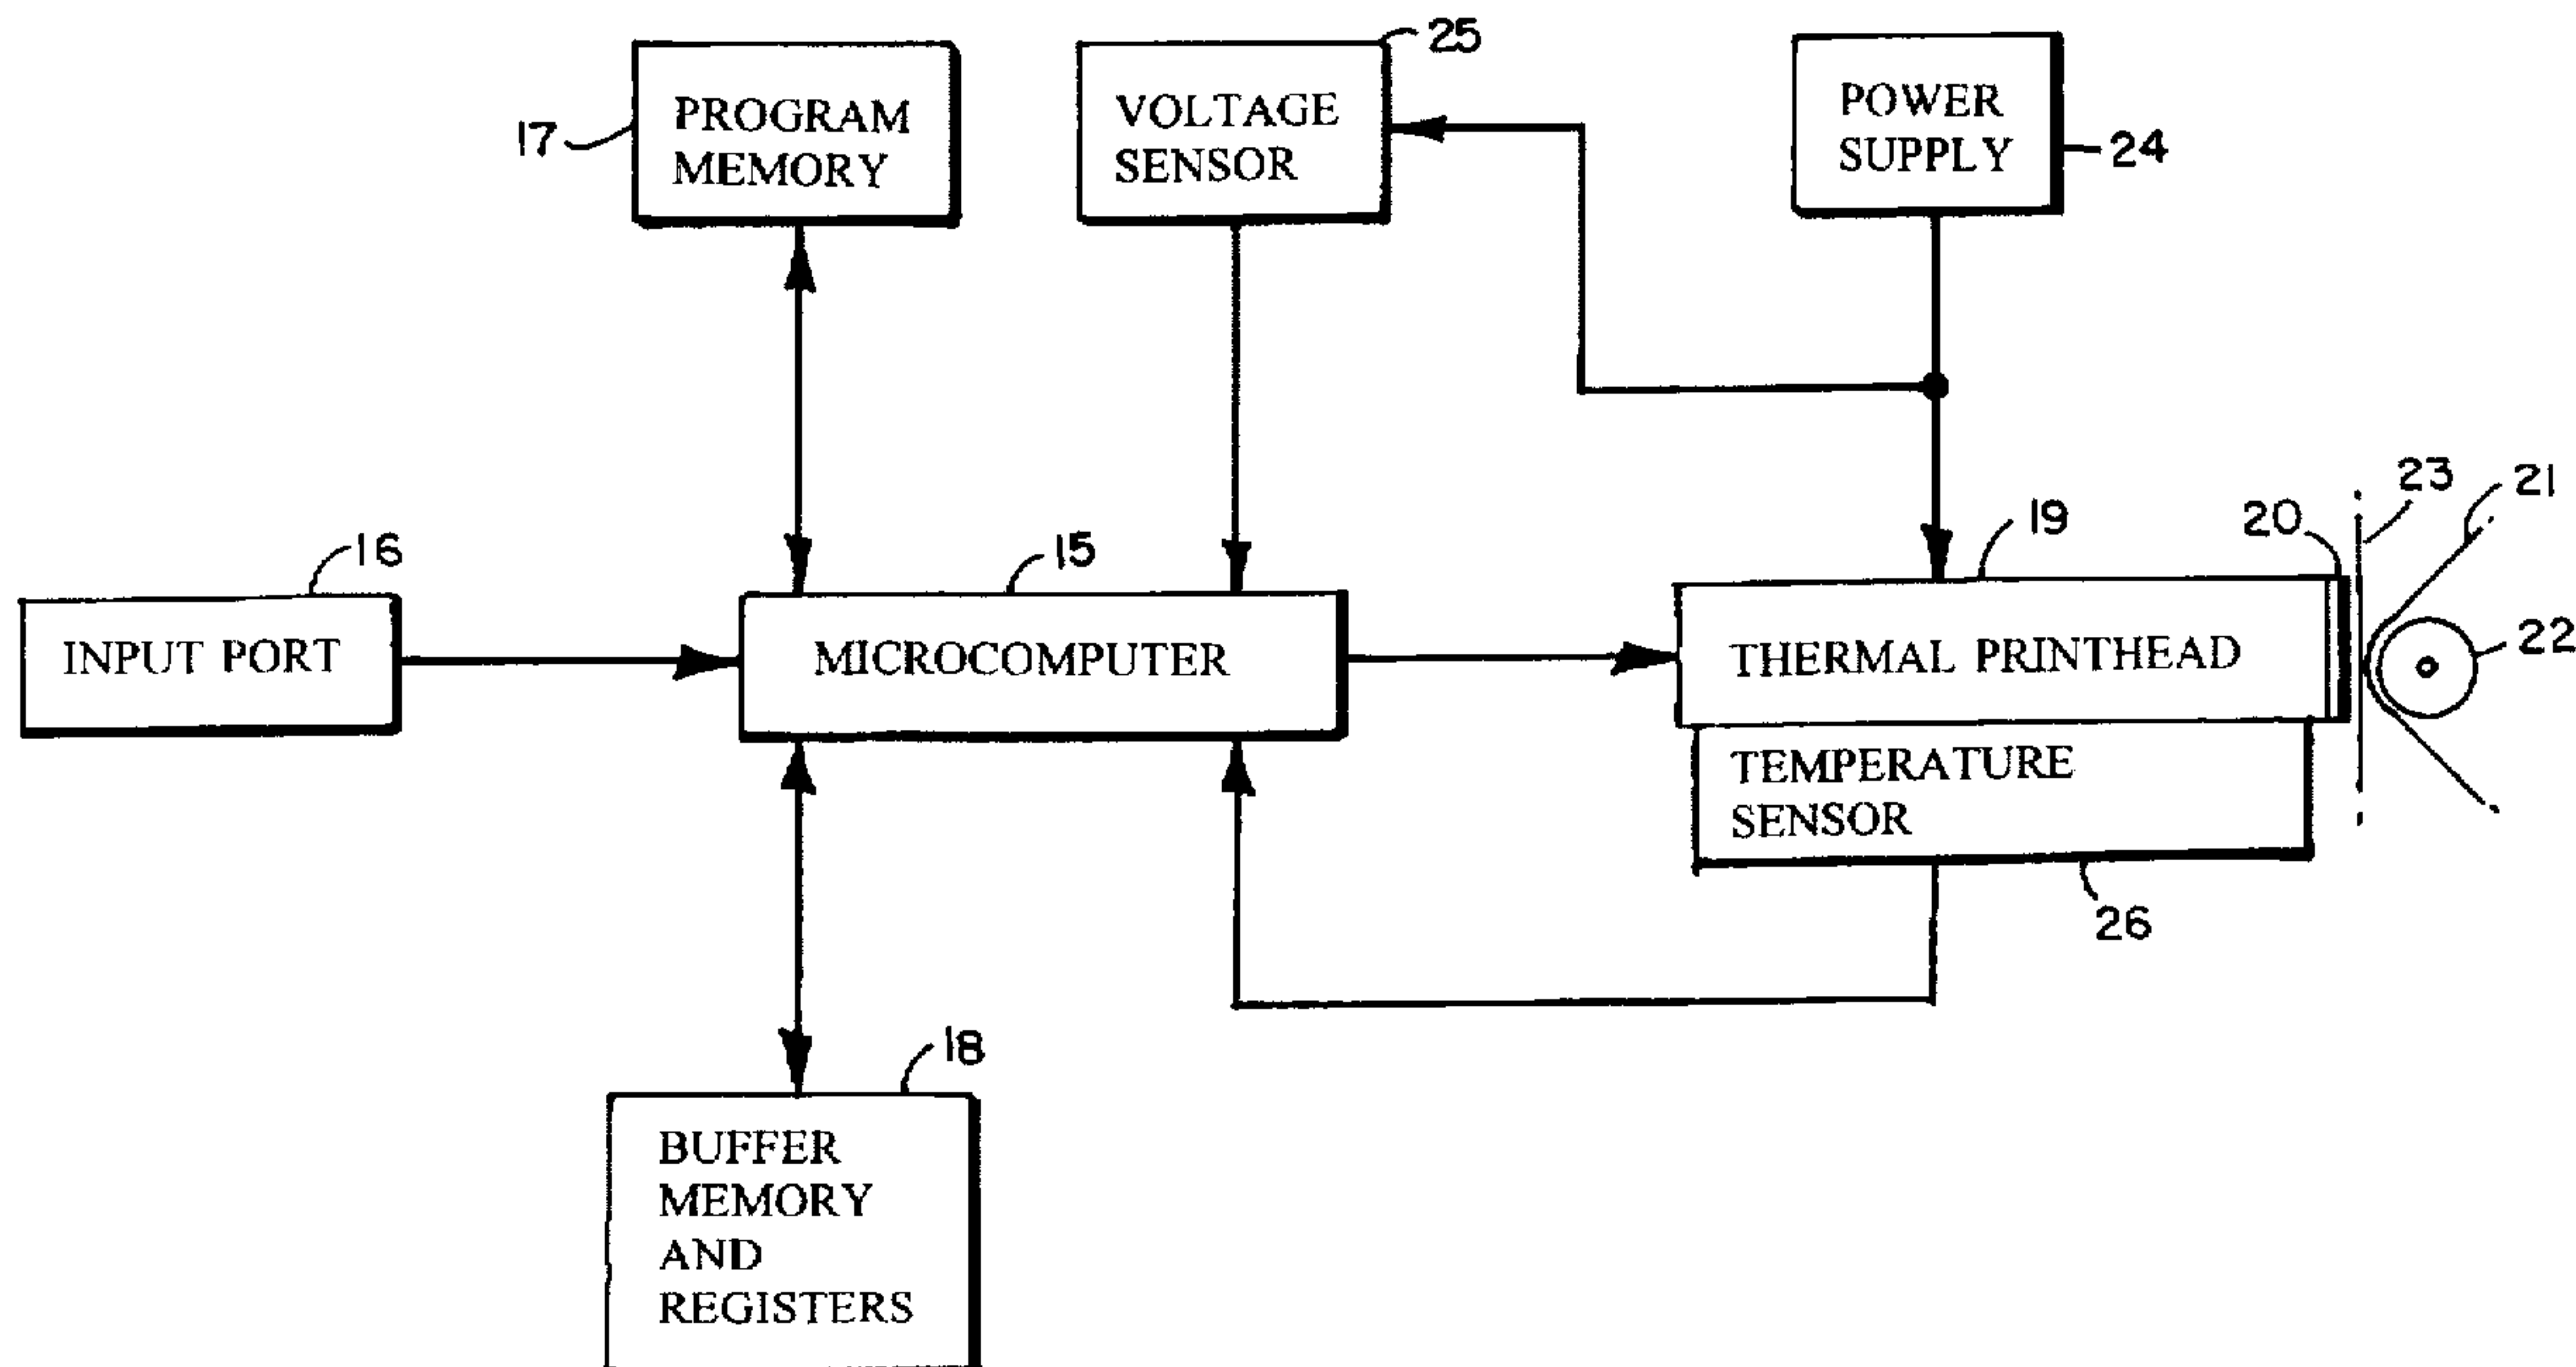 25
PROGRAM
MEMORY
17
VOLTAGE
SENSOR
POWER
SUPPLY
24
23
21
16
15
19
20
INPUT PORT
MICROCOMPUTER
THERMAL PRINTHEAD
22
TEMPERATURE
SENSOR
26
18
BUFFER
MEMORY
AND
REGISTERS